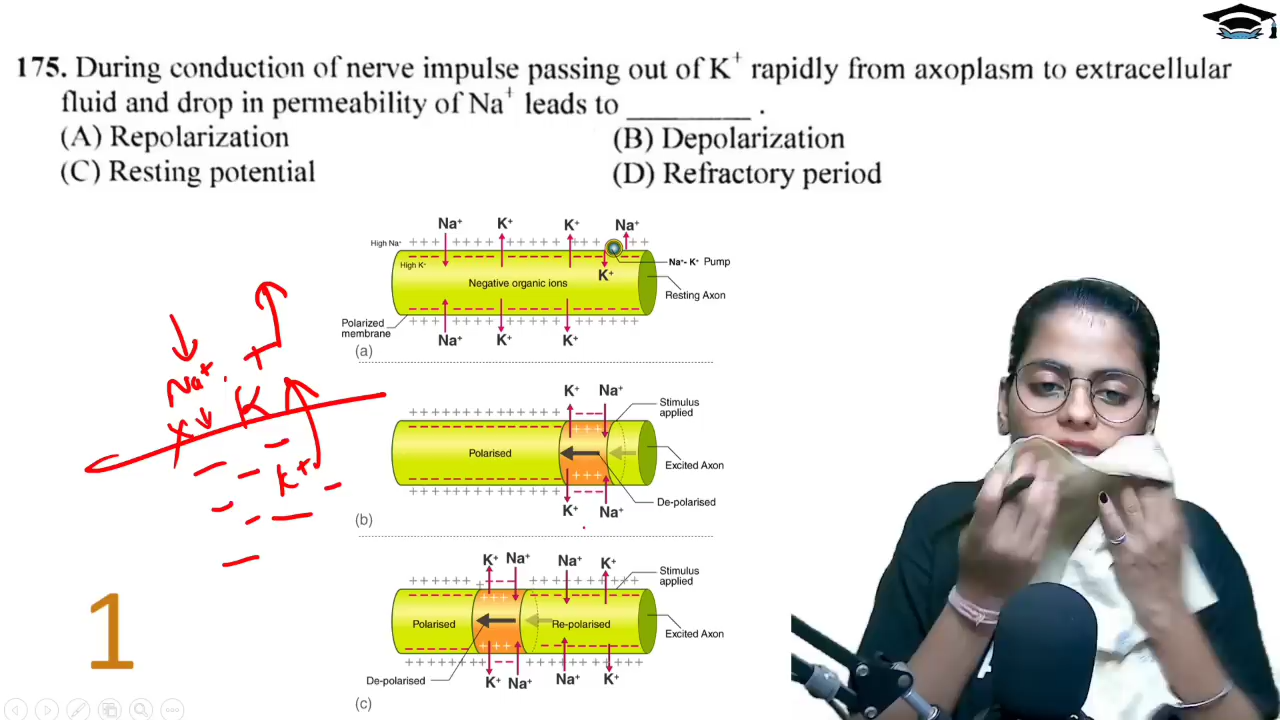 175. During conduction of nerve impulse passing out of K⁺ rapidly from axoplasm to extracellular
fluid and drop in permeability of Na⁺ leads to ________ .
(A) Repolarization (B) Depolarization
(C) Resting potential (D) Refractory period
Na⁺ K⁺ K⁺ Na⁺
High Na⁺ +++ ++++ +++++ ++++ ++
High K⁺
Na⁺- K⁺ Pump
K⁺
Negative organic ions
Resting Axon
Polarized
membrane
Na⁺ K⁺ K⁺
(a)
Na⁺
K⁺
K⁺
K⁺ Na⁺
Stimulus
applied
Polarised
Excited Axon
De-polarised
K⁺ Na⁺
(b)
K⁺ Na⁺ Na⁺ K⁺
Stimulus
applied
Polarised Re-polarised
Excited Axon
De-polarised
K⁺ Na⁺ Na⁺ K⁺
(c)
1